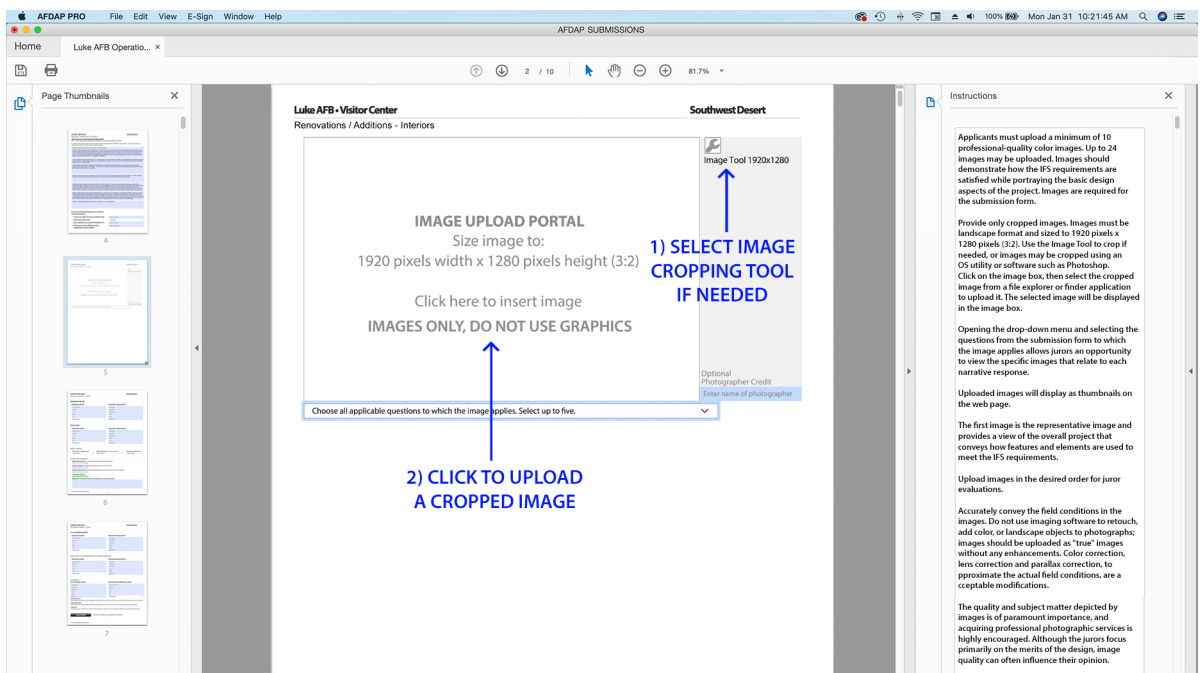 AFDAP PRO File Edit View E-Sign Window Help
100% Mon Jan 31 10:21:45 AM
AFDAP SUBMISSIONS
Home Luke AFB Operatio... ×
2 / 10 81.7%
Page Thumbnails
4
5
6
7
Luke AFB • Visitor Center Southwest Desert
Renovations / Additions - Interiors
Image Tool 1920x1280
IMAGE UPLOAD PORTAL
Size image to:
1920 pixels width x 1280 pixels height (3:2)
Click here to insert image
IMAGES ONLY, DO NOT USE GRAPHICS
1) SELECT IMAGE
CROPPING TOOL
IF NEEDED
Optional
Photographer Credit
Enter name of photographer
Choose all applicable questions to which the image applies. Select up to five.
2) CLICK TO UPLOAD
A CROPPED IMAGE
Instructions
Applicants must upload a minimum of 10
professional-quality color images. Up to 24
images may be uploaded. Images should
demonstrate how the IFS requirements are
satisfied while portraying the basic design
aspects of the project. Images are required for
the submission form.
Provide only cropped images. Images must be
landscape format and sized to 1920 pixels x
1280 pixels (3:2). Use the Image Tool to crop if
needed, or images may be cropped using an
OS utility or software such as Photoshop.
Click on the image box, then select the cropped
image from a file explorer or finder application
to upload it. The selected image will be displayed
in the image box.
Opening the drop-down menu and selecting the
questions from the submission form to which
the image applies allows jurors an opportunity
to view the specific images that relate to each
narrative response.
Uploaded images will display as thumbnails on
the web page.
The first image is the representative image and
provides a view of the overall project that
conveys how features and elements are used to
meet the IFS requirements.
Upload images in the desired order for juror
evaluations.
Accurately convey the field conditions in the
images. Do not use imaging software to retouch,
add color, or landscape objects to photographs;
images should be uploaded as "true" images
without any enhancements. Color correction,
lens correction and parallax correction, to
pproximate the actual field conditions, are a
cceptable modifications.
The quality and subject matter depicted by
images is of paramount importance, and
acquiring professional photographic services is
highly encouraged. Although the jurors focus
primarily on the merits of the design, image
quality can often influence their opinion.